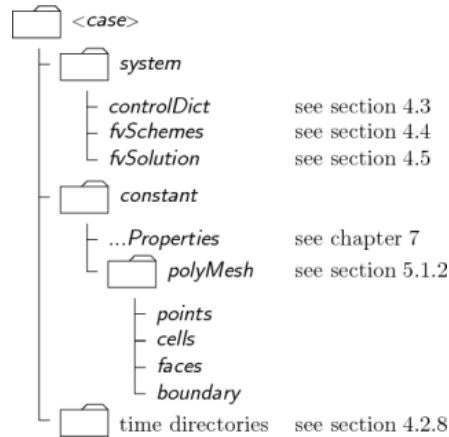 <case>
system
controlDict see section 4.3
fvSchemes see section 4.4
fvSolution see section 4.5
constant
...Properties see chapter 7
polyMesh see section 5.1.2
points
cells
faces
boundary
time directories see section 4.2.8